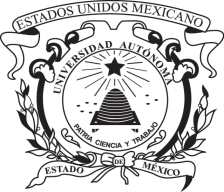 ESTADOS UNIDOS MEXICANO
UNIVERSIDAD AUTÓNOMA
PATRIA CIENCIA Y TRABAJO
ESTADO DE MÉXICO